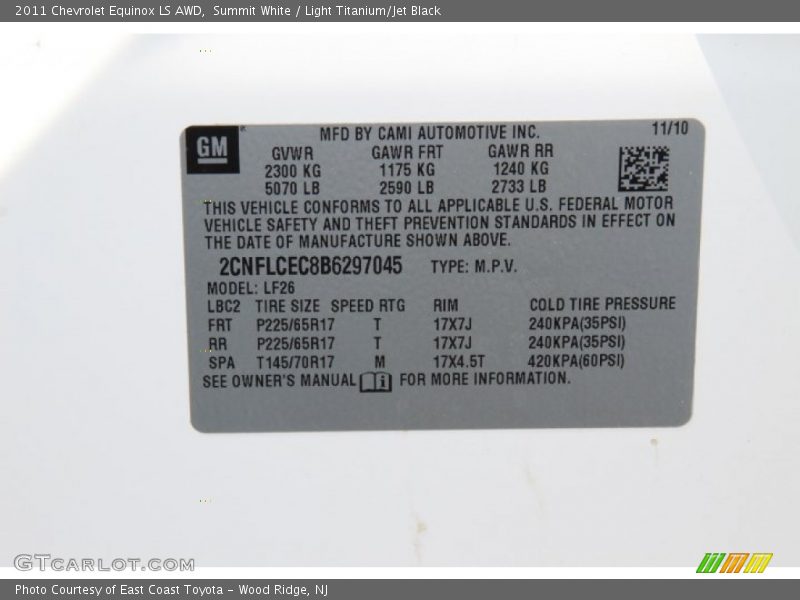 2011 Chevrolet Equinox LS AWD,  Summit White / Light Titanium/Jet Black
GM
MFD BY CAMI AUTOMOTIVE INC. 11/10
GVWR GAWR FRT GAWR RR
2300 KG 1175 KG 1240 KG
5070 LB 2590 LB 2733 LB
THIS VEHICLE CONFORMS TO ALL APPLICABLE U.S. FEDERAL MOTOR
VEHICLE SAFETY AND THEFT PREVENTION STANDARDS IN EFFECT ON
THE DATE OF MANUFACTURE SHOWN ABOVE.
2CNFLCEC8B6297045 TYPE: M.P.V.
MODEL: LF26
LBC2 TIRE SIZE SPEED RTG RIM COLD TIRE PRESSURE
FRT P225/65R17 T 17X7J 240KPA(35PSI)
RR P225/65R17 T 17X7J 240KPA(35PSI)
SPA T145/70R17 M 17X4.5T 420KPA(60PSI)
SEE OWNER'S MANUAL i FOR MORE INFORMATION.
GTCARLOT.COM
Photo Courtesy of East Coast Toyota – Wood Ridge, NJ